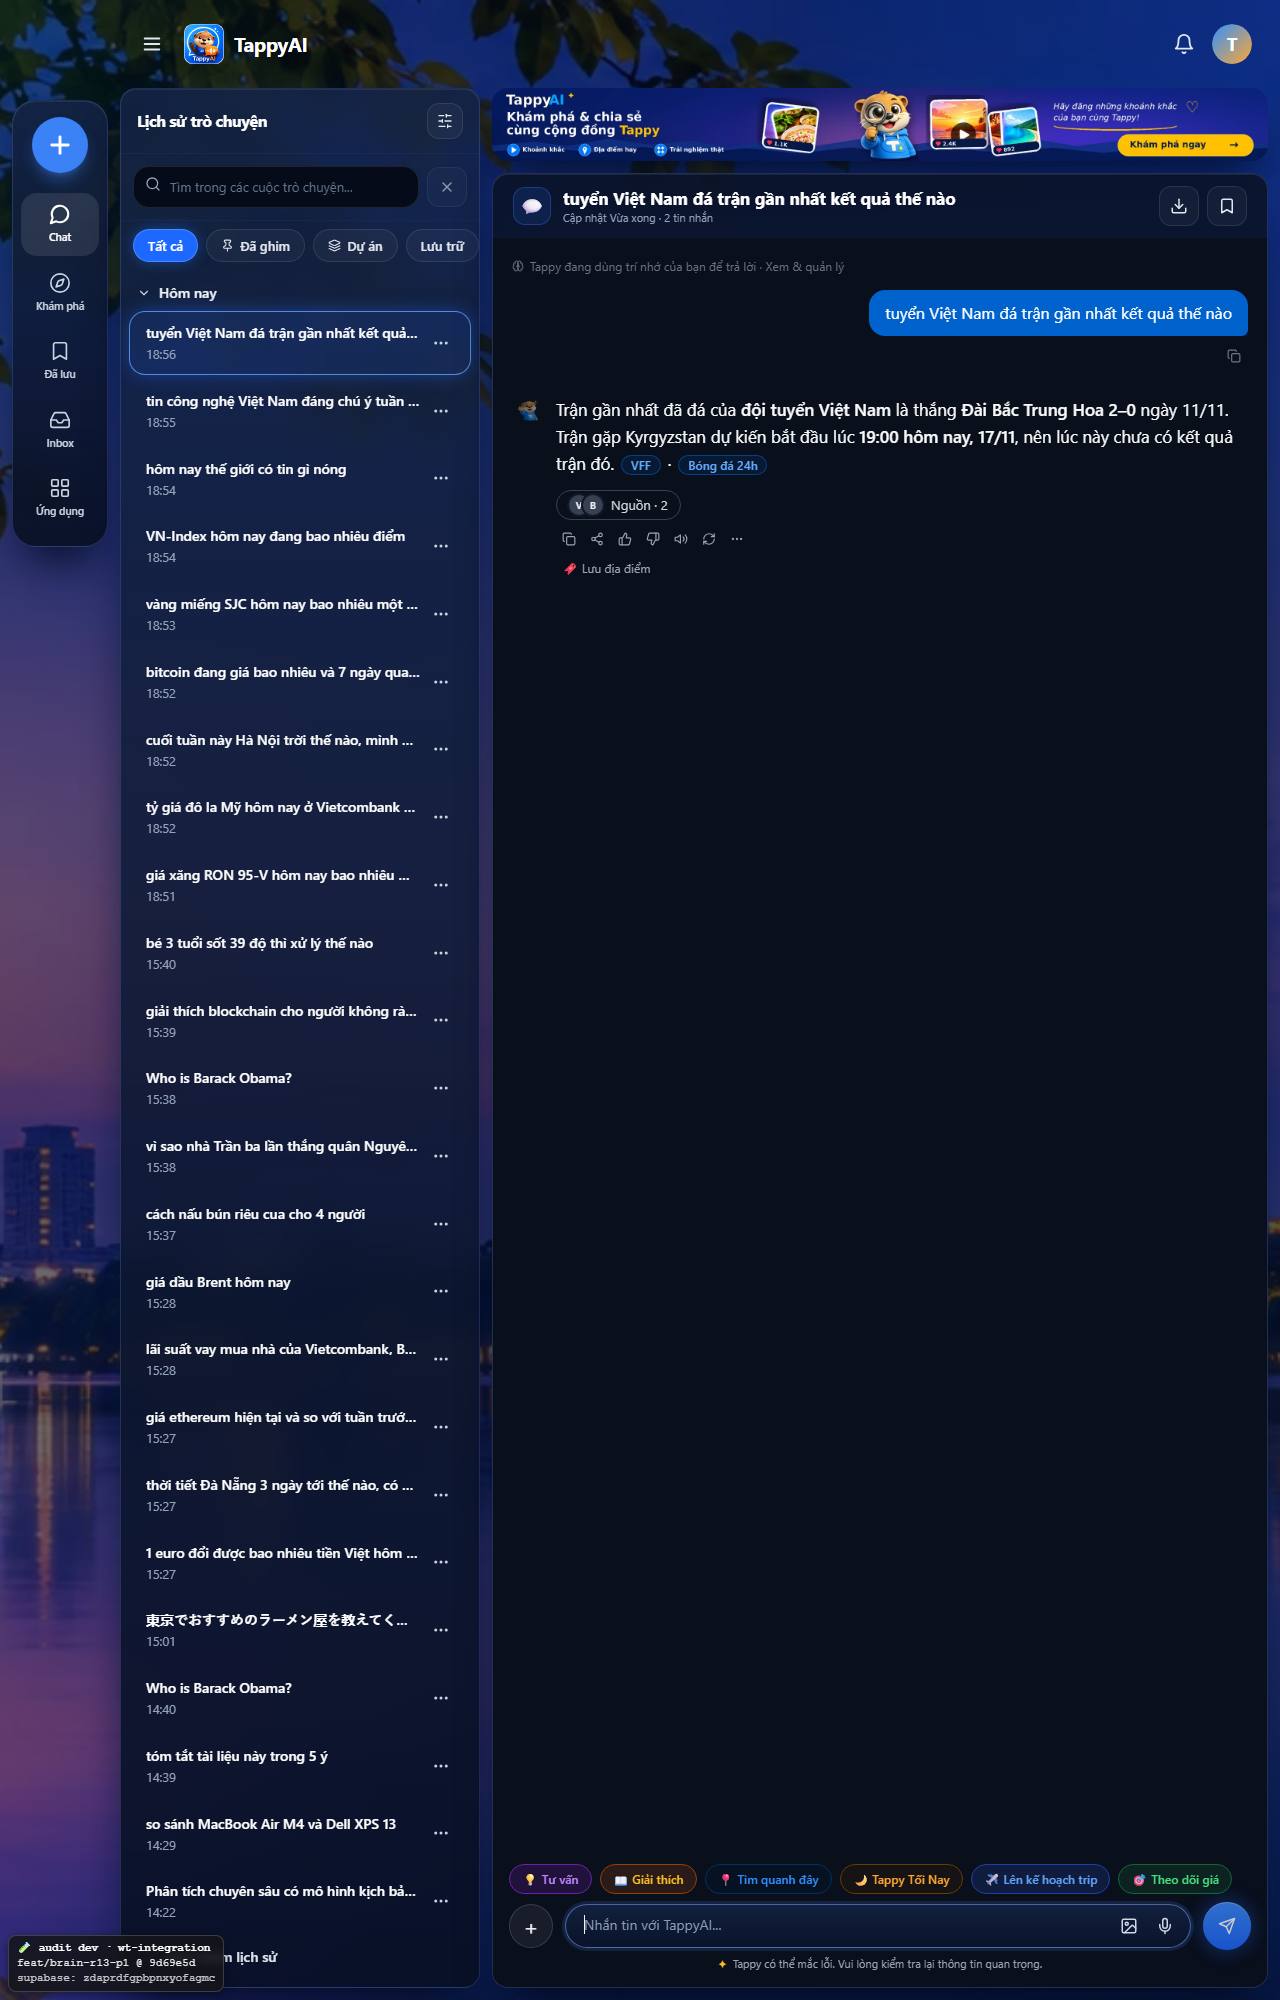 TappyAI
T
TappyAI
Khám phá & chia sẻ
cùng cộng đồng Tappy
Khoảnh khắc
Địa điểm hay
Trải nghiệm thật
1.1K
2.4K
892
Hãy đăng những khoảnh khắc
của bạn cùng Tappy!
Khám phá ngay →
Chat
Khám phá
Đã lưu
Inbox
Ứng dụng
Lịch sử trò chuyện
Tìm trong các cuộc trò chuyện...
Tất cả
Đã ghim
Dự án
Lưu trữ
Hôm nay
tuyển Việt Nam đá trận gần nhất kết quả...
18:56
tin công nghệ Việt Nam đáng chú ý tuần ...
18:55
hôm nay thế giới có tin gì nóng
18:54
VN-Index hôm nay đang bao nhiêu điểm
18:54
vàng miếng SJC hôm nay bao nhiêu một ...
18:53
bitcoin đang giá bao nhiêu và 7 ngày qua...
18:52
cuối tuần này Hà Nội trời thế nào, mình ...
18:52
tỷ giá đô la Mỹ hôm nay ở Vietcombank ...
18:52
giá xăng RON 95-V hôm nay bao nhiêu ...
18:51
bé 3 tuổi sốt 39 độ thì xử lý thế nào
15:40
giải thích blockchain cho người không rà...
15:39
Who is Barack Obama?
15:38
vì sao nhà Trần ba lần thắng quân Nguyê...
15:38
cách nấu bún riêu cua cho 4 người
15:37
giá dầu Brent hôm nay
15:28
lãi suất vay mua nhà của Vietcombank, B...
15:28
giá ethereum hiện tại và so với tuần trướ...
15:27
thời tiết Đà Nẵng 3 ngày tới thế nào, có ...
15:27
1 euro đổi được bao nhiêu tiền Việt hôm ...
15:27
東京でおすすめのラーメン屋を教えてく...
15:01
Who is Barack Obama?
14:40
tóm tắt tài liệu này trong 5 ý
14:39
so sánh MacBook Air M4 và Dell XPS 13
14:29
Phân tích chuyên sâu có mô hình kịch bả...
14:22
m lịch sử
audit dev · wt-integration
feat/brain-r13-p1 @ 9d69e5d
supabase: zdaprdfgpbpnxyofagmc
tuyển Việt Nam đá trận gần nhất kết quả thế nào
Cập nhật Vừa xong · 2 tin nhắn
Tappy đang dùng trí nhớ của bạn để trả lời · Xem & quản lý
tuyển Việt Nam đá trận gần nhất kết quả thế nào
Trận gần nhất đã đá của đội tuyển Việt Nam là thắng Đài Bắc Trung Hoa 2–0 ngày 11/11.
Trận gặp Kyrgyzstan dự kiến bắt đầu lúc 19:00 hôm nay, 17/11, nên lúc này chưa có kết quả
trận đó. VFF · Bóng đá 24h
V B Nguồn · 2
Lưu địa điểm
Tư vấn
Giải thích
Tìm quanh đây
Tappy Tối Nay
Lên kế hoạch trip
Theo dõi giá
Nhắn tin với TappyAI...
Tappy có thể mắc lỗi. Vui lòng kiểm tra lại thông tin quan trọng.